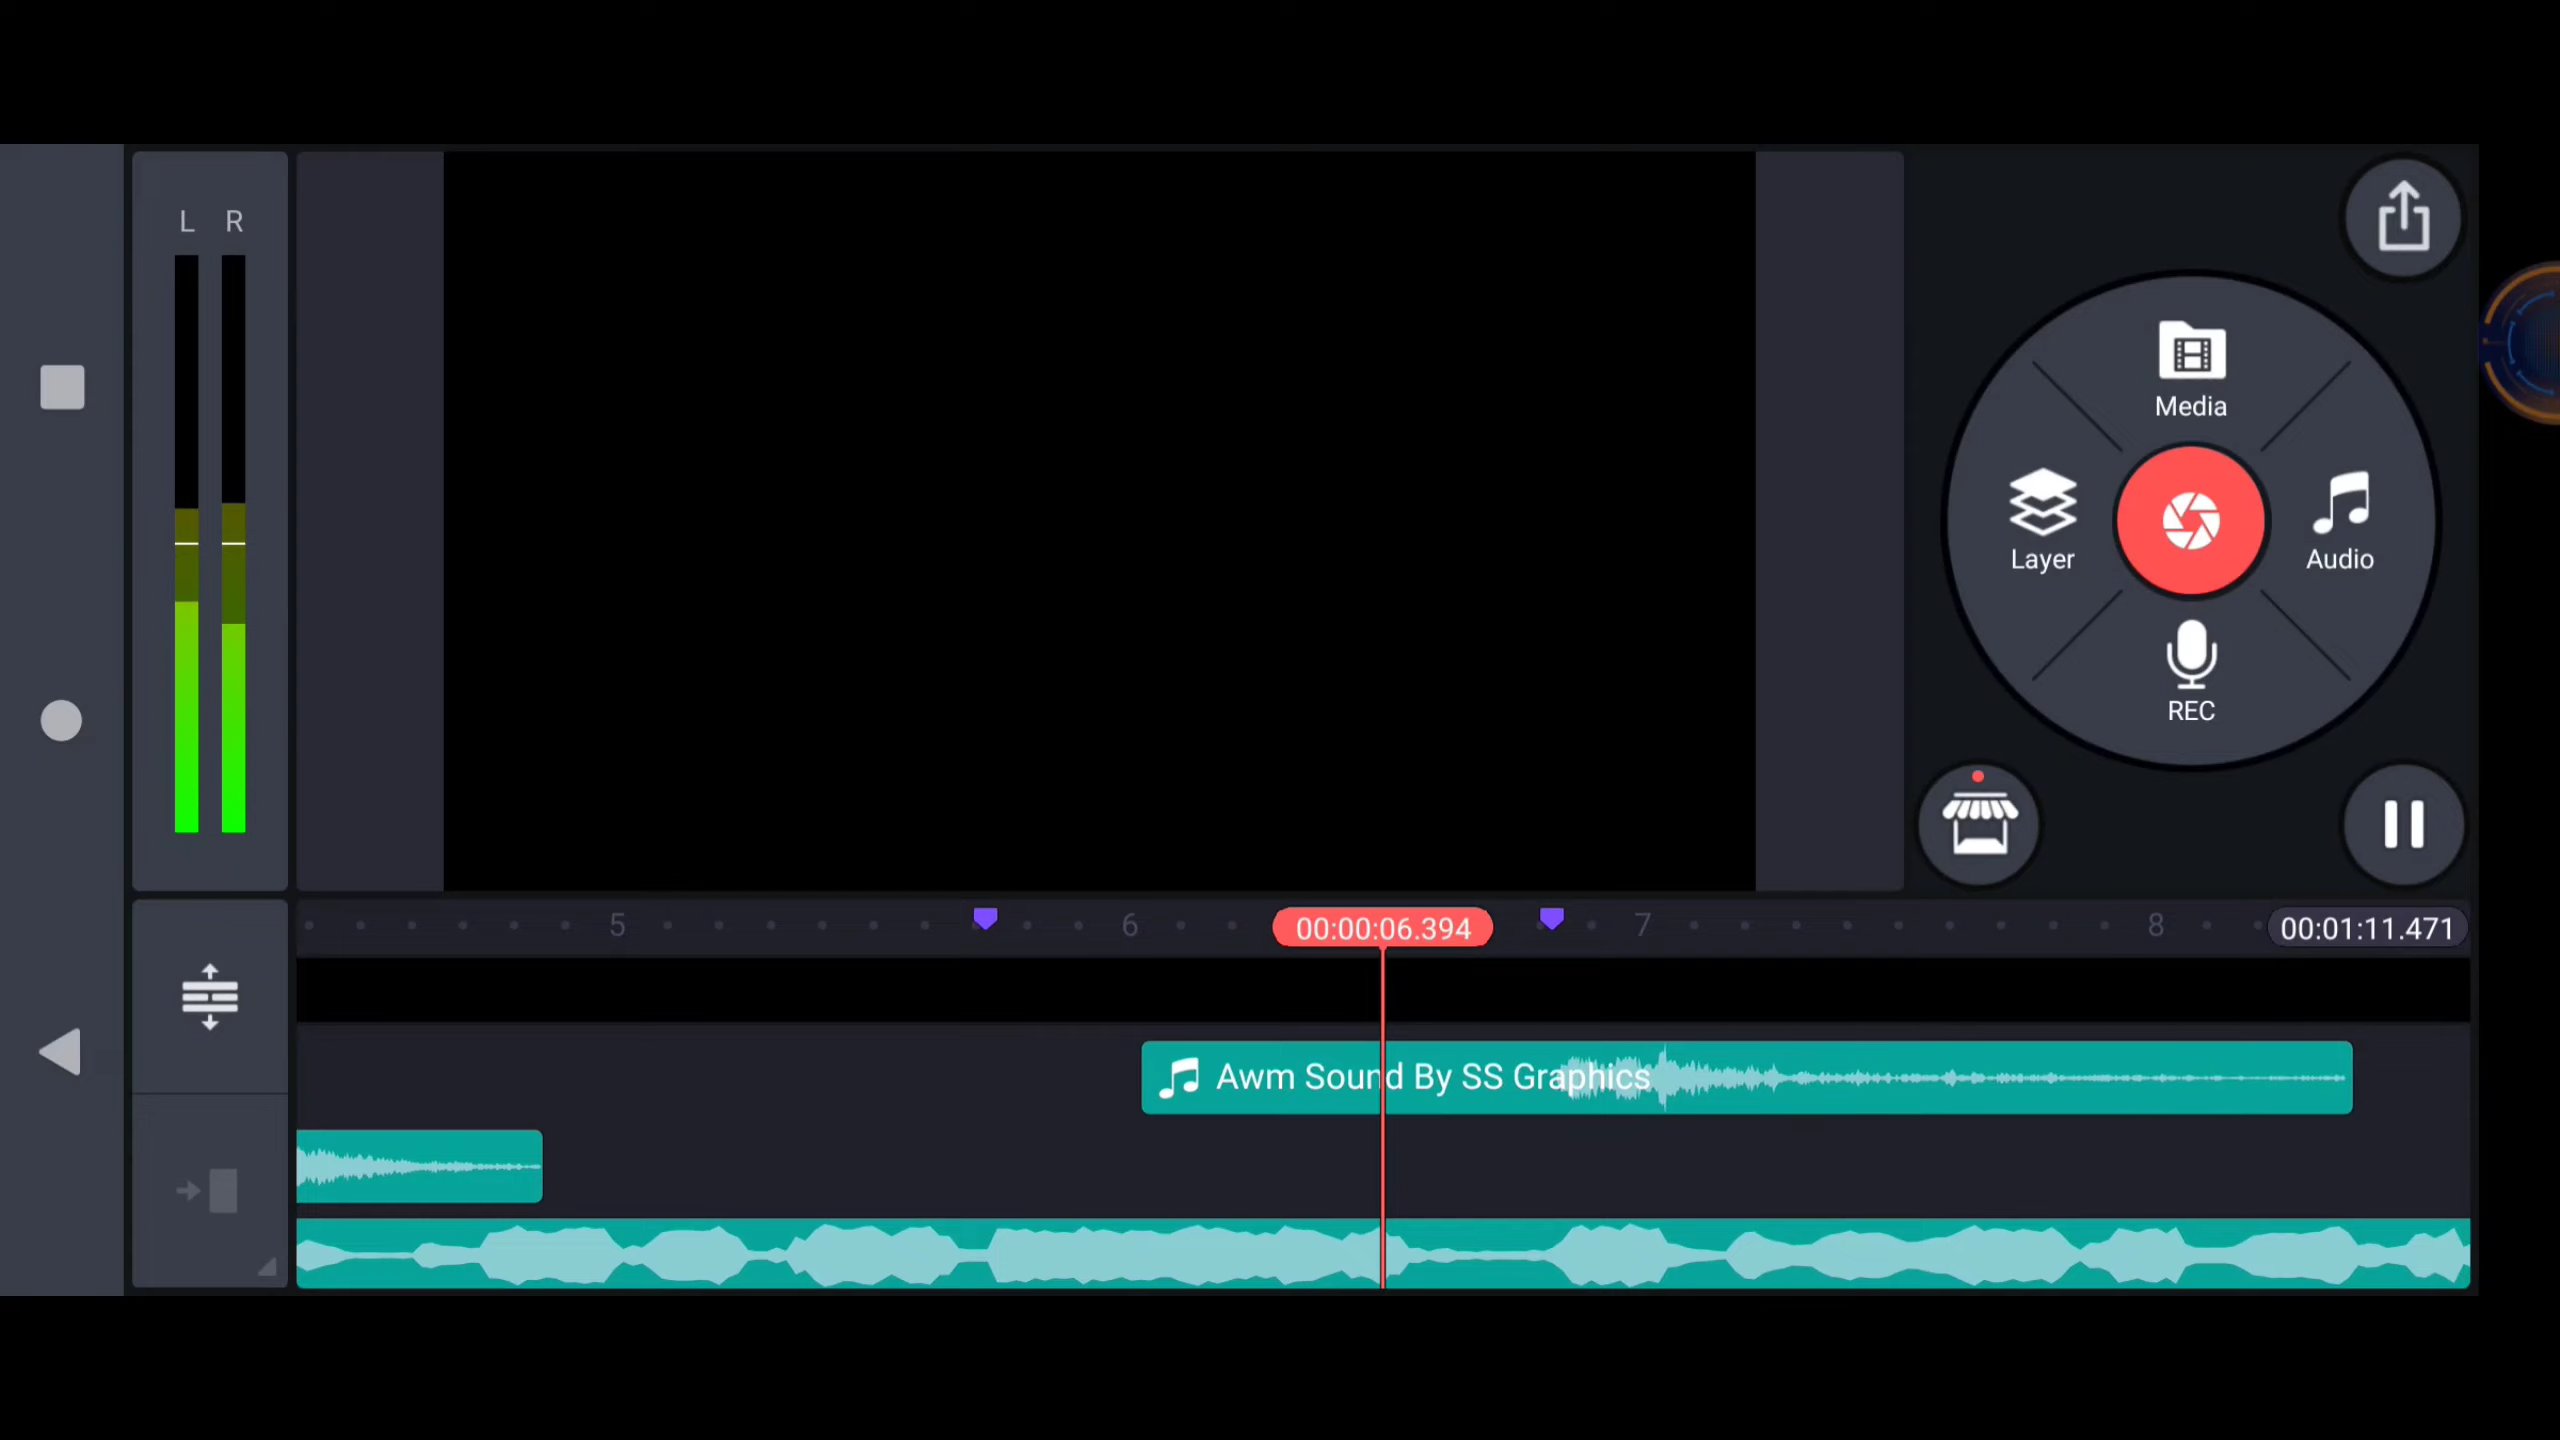 L R
Media
Layer
Audio
REC
5
6
00:00:06.394
7
8
00:01:11.471
Awm Sound By SS Graphics